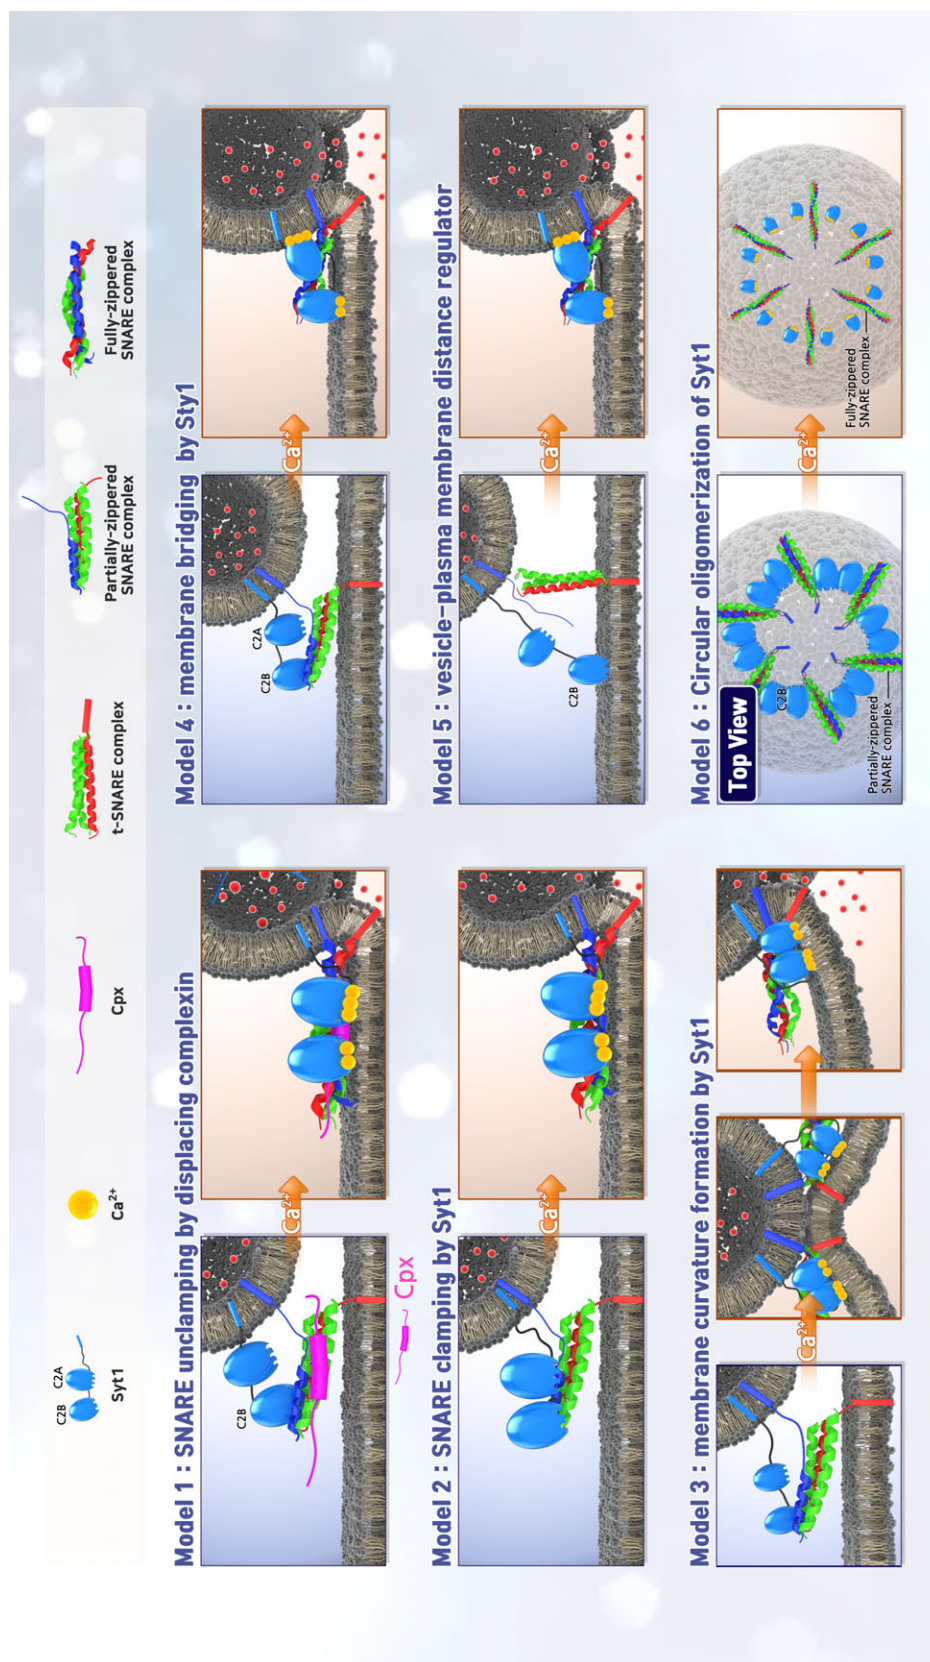 C2B
C2A
Syt1
Ca²⁺
Cpx
t-SNARE complex
Partially-zippered
SNARE complex
Fully-zippered
SNARE complex
Model 1 : SNARE unclamping by displacing complexin
C2B
Ca²⁺
Cpx
Model 2 : SNARE clamping by Syt1
Ca²⁺
Model 3 : membrane curvature formation by Syt1
Ca²⁺
Model 4 : membrane bridging by Sty1
C2B
C2A
Ca²⁺
Model 5 : vesicle-plasma membrane distance regulator
C2B
Ca²⁺
Model 6 : Circular oligomerization of Syt1
Top View
C2B
Partially-zippered
SNARE complex
Ca²⁺
Fully-zippered
SNARE complex